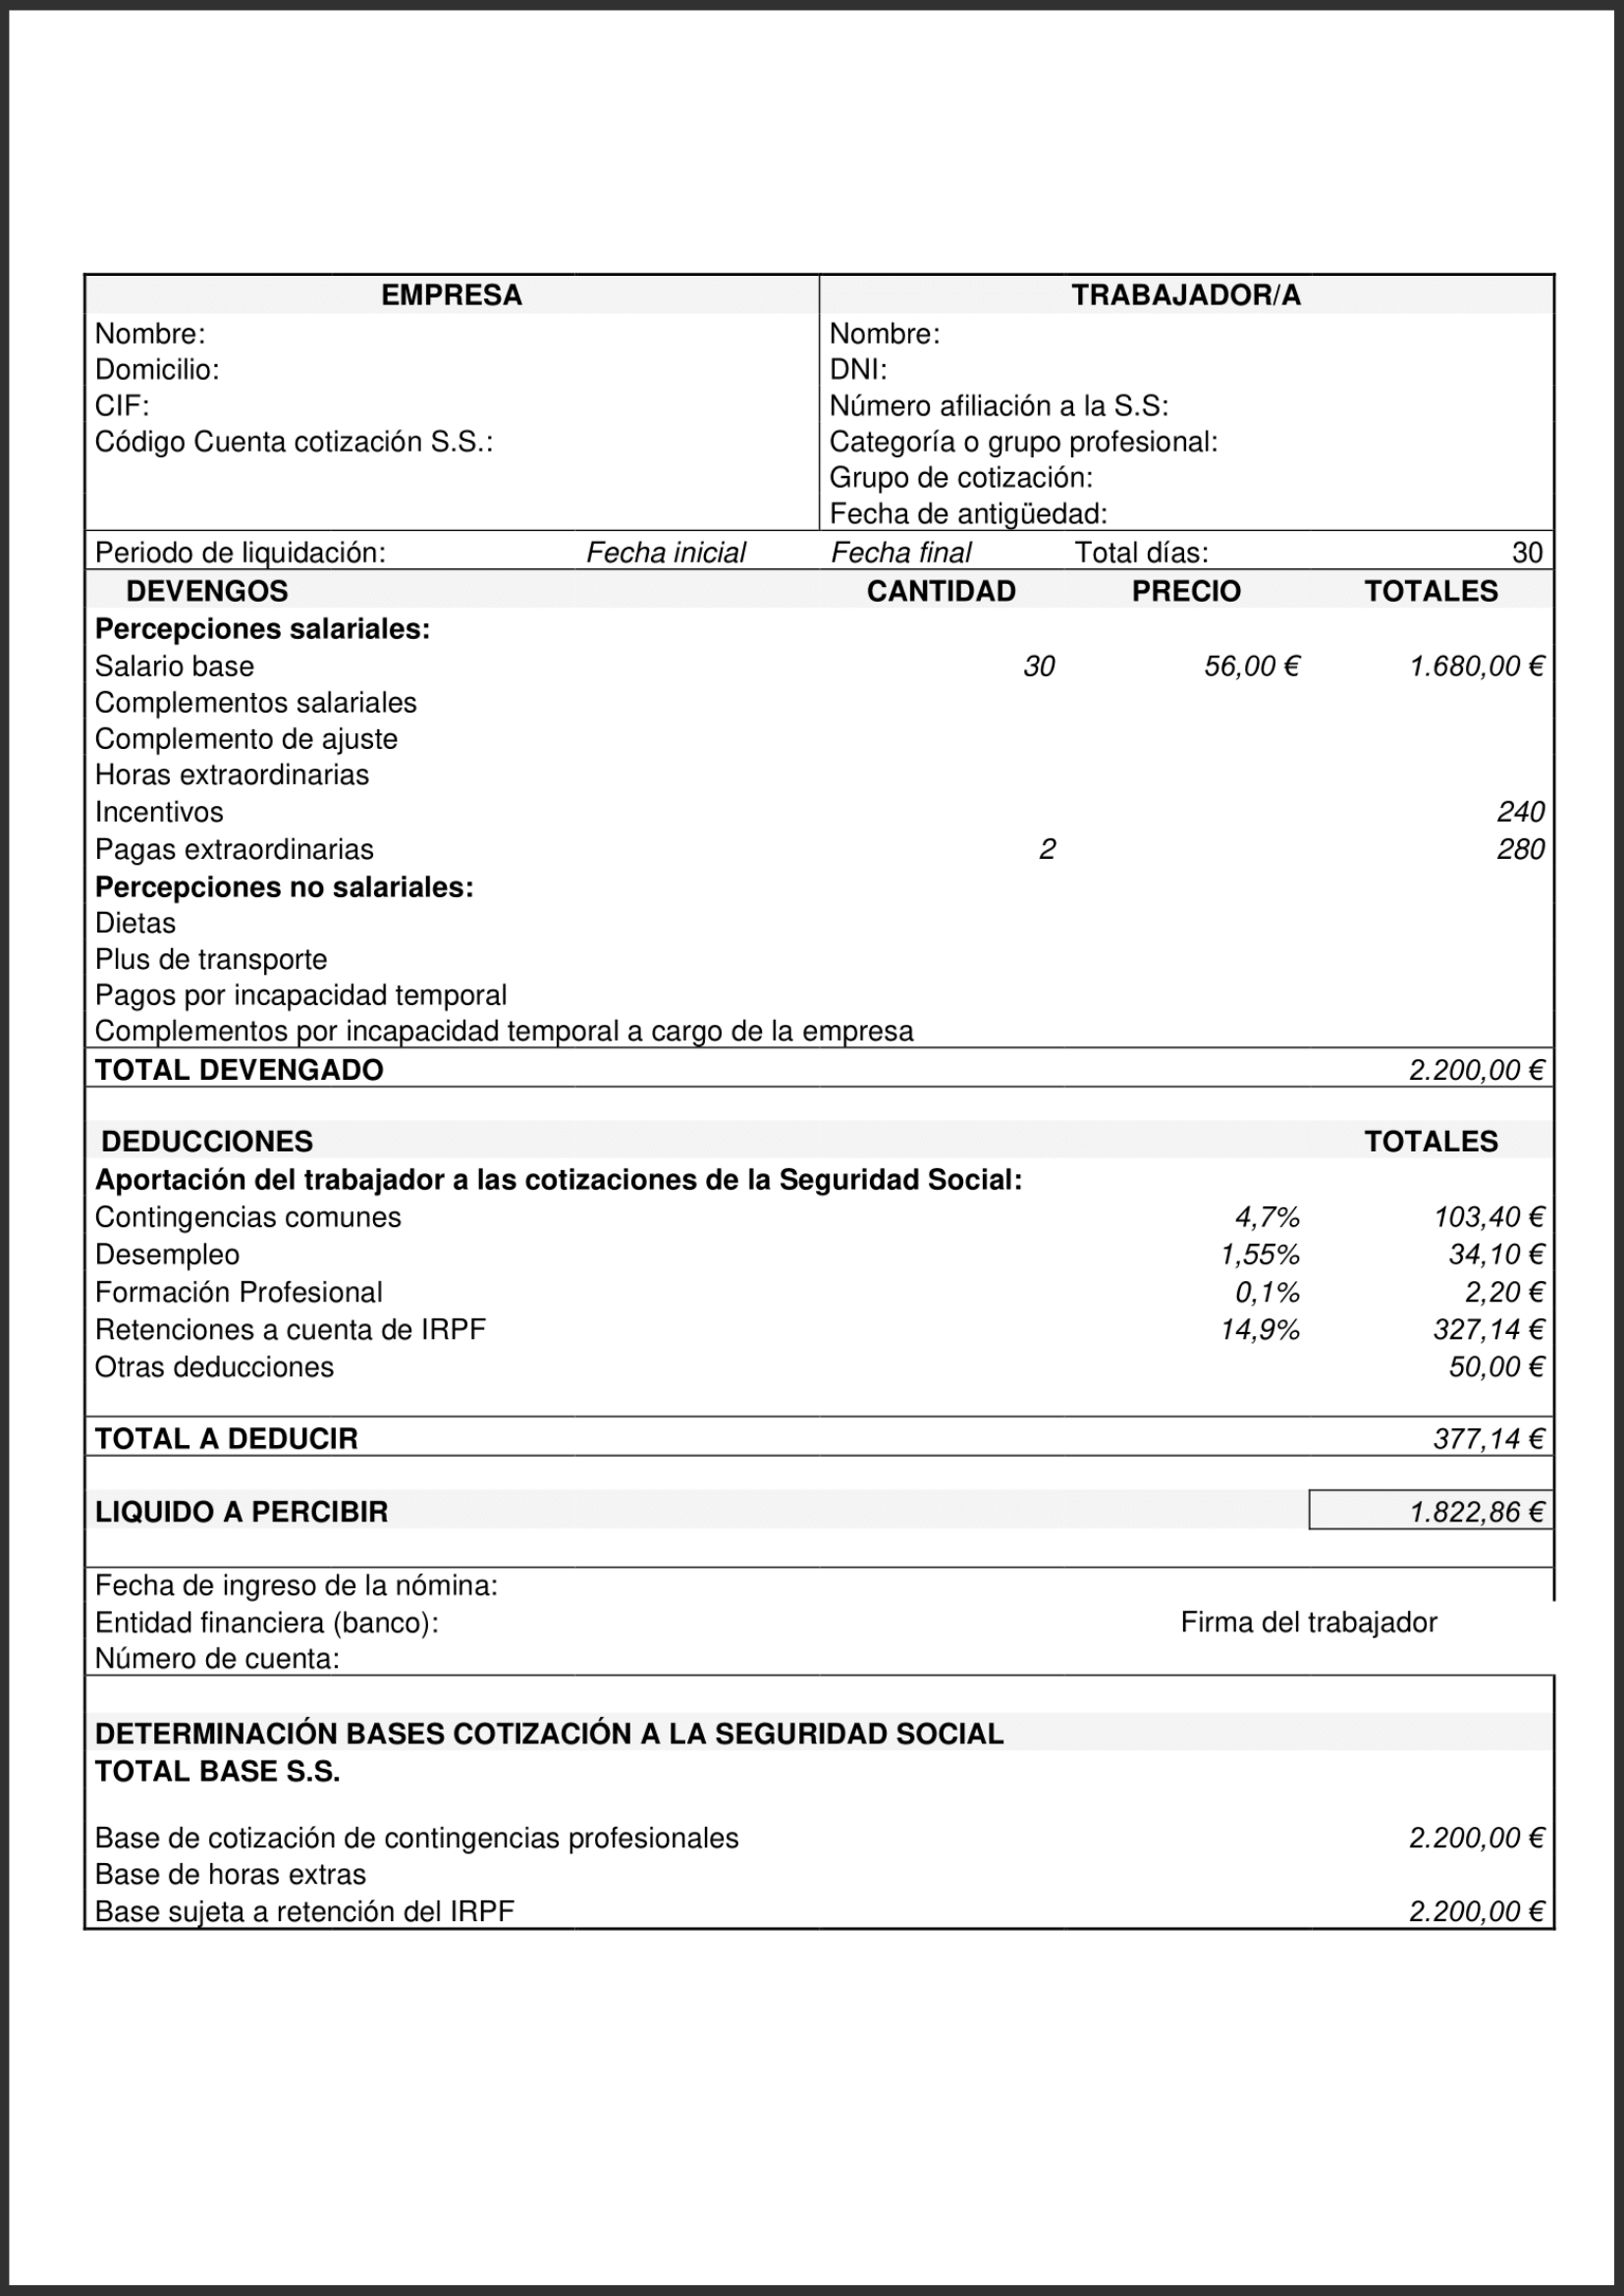 EMPRESA TRABAJADOR/A
Nombre: Nombre:
Domicilio: DNI:
CIF: Número afiliación a la S.S:
Código Cuenta cotización S.S.: Categoría o grupo profesional:
Grupo de cotización:
Fecha de antigüedad:
Periodo de liquidación: Fecha inicial Fecha final Total días: 30
DEVENGOS CANTIDAD PRECIO TOTALES
Percepciones salariales:
Salario base 30 56,00 € 1.680,00 €
Complementos salariales
Complemento de ajuste
Horas extraordinarias
Incentivos 240
Pagas extraordinarias 2 280
Percepciones no salariales:
Dietas
Plus de transporte
Pagos por incapacidad temporal
Complementos por incapacidad temporal a cargo de la empresa
TOTAL DEVENGADO 2.200,00 €
DEDUCCIONES TOTALES
Aportación del trabajador a las cotizaciones de la Seguridad Social:
Contingencias comunes 4,7% 103,40 €
Desempleo 1,55% 34,10 €
Formación Profesional 0,1% 2,20 €
Retenciones a cuenta de IRPF 14,9% 327,14 €
Otras deducciones 50,00 €
TOTAL A DEDUCIR 377,14 €
LIQUIDO A PERCIBIR 1.822,86 €
Fecha de ingreso de la nómina:
Entidad financiera (banco): Firma del trabajador
Número de cuenta:
DETERMINACIÓN BASES COTIZACIÓN A LA SEGURIDAD SOCIAL
TOTAL BASE S.S.
Base de cotización de contingencias profesionales 2.200,00 €
Base de horas extras
Base sujeta a retención del IRPF 2.200,00 €